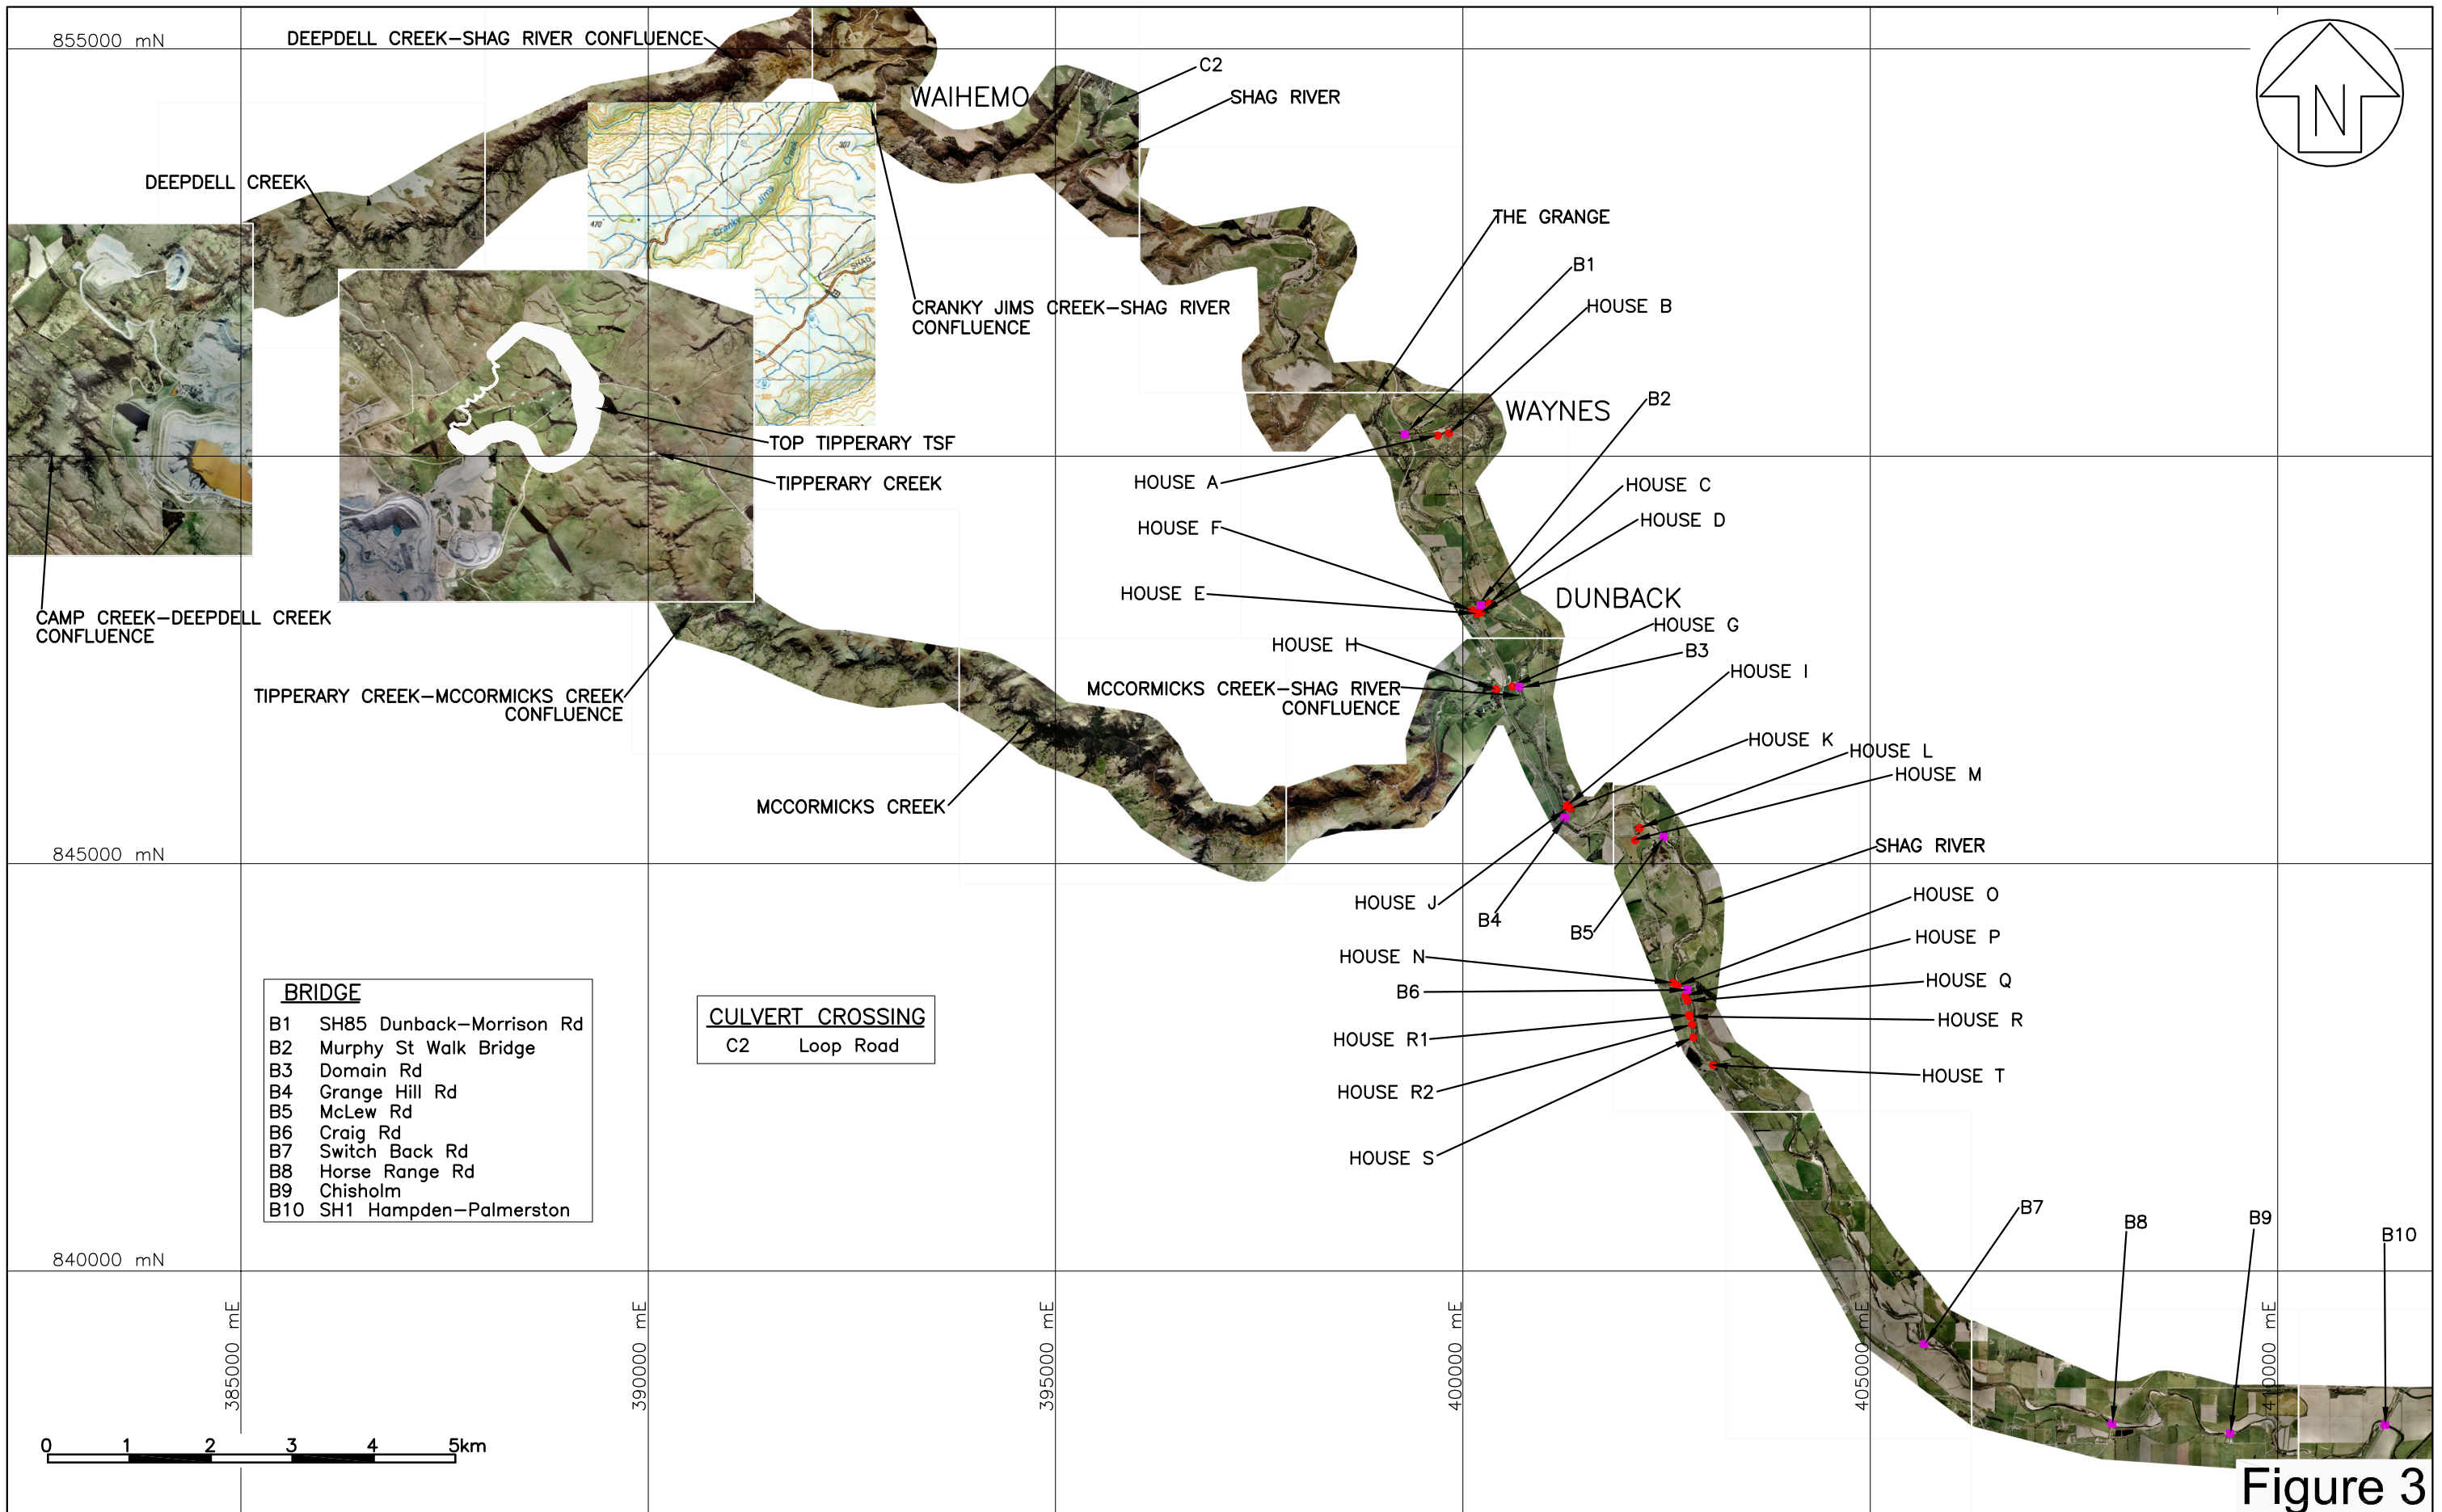 855000 mN
DEEPDELL CREEK-SHAG RIVER CONFLUENCE
C2
WAIHEMO
SHAG RIVER
N
307
Creek
DEEPDELL CREEK
Jims
Cranky
470
SHAG
THE GRANGE
B1
HOUSE B
CRANKY JIMS CREEK-SHAG RIVER
CONFLUENCE
B2
WAYNES
TOP TIPPERARY TSF
TIPPERARY CREEK
HOUSE A
HOUSE C
HOUSE D
HOUSE F
HOUSE E
DUNBACK
CAMP CREEK-DEEPDELL CREEK
CONFLUENCE
HOUSE G
HOUSE H
B3
HOUSE I
MCCORMICKS CREEK-SHAG RIVER
CONFLUENCE
TIPPERARY CREEK-MCCORMICKS CREEK
CONFLUENCE
HOUSE K
HOUSE L
HOUSE M
MCCORMICKS CREEK
845000 mN
SHAG RIVER
HOUSE J
B4
B5
HOUSE O
HOUSE P
HOUSE N
HOUSE Q
B6
HOUSE R
HOUSE R1
HOUSE T
HOUSE R2
HOUSE S
BRIDGE
B1 SH85 Dunback-Morrison Rd
B2 Murphy St Walk Bridge
B3 Domain Rd
B4 Grange Hill Rd
B5 McLew Rd
B6 Craig Rd
B7 Switch Back Rd
B8 Horse Range Rd
B9 Chisholm
B10 SH1 Hampden-Palmerston
CULVERT CROSSING
C2 Loop Road
B7
B8
B9
B10
840000 mN
385000 mE
390000 mE
395000 mE
400000 mE
405000 mE
410000 mE
0 1 2 3 4 5km
Figure 3